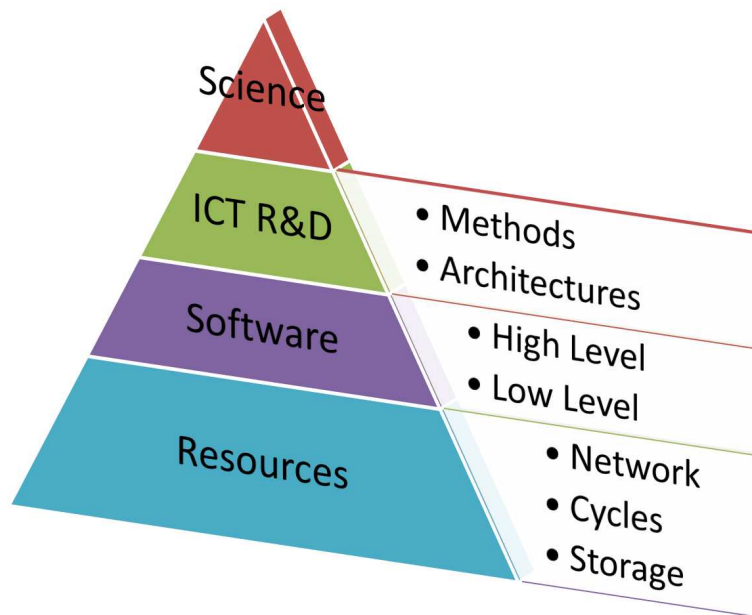 Science
ICT R&D
• Methods
• Architectures
Software
• High Level
• Low Level
Resources
• Network
• Cycles
• Storage